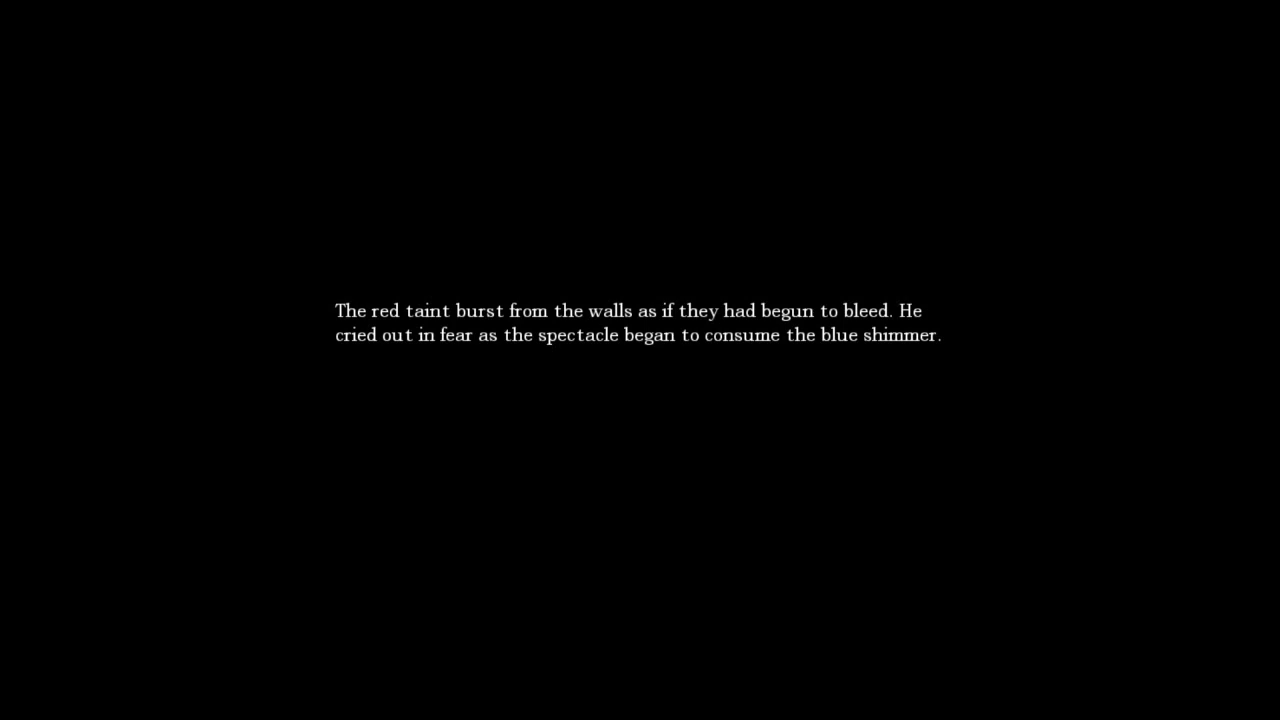 The red taint burst from the walls as if they had begun to bleed. He
cried out in fear as the spectacle began to consume the blue shimmer.